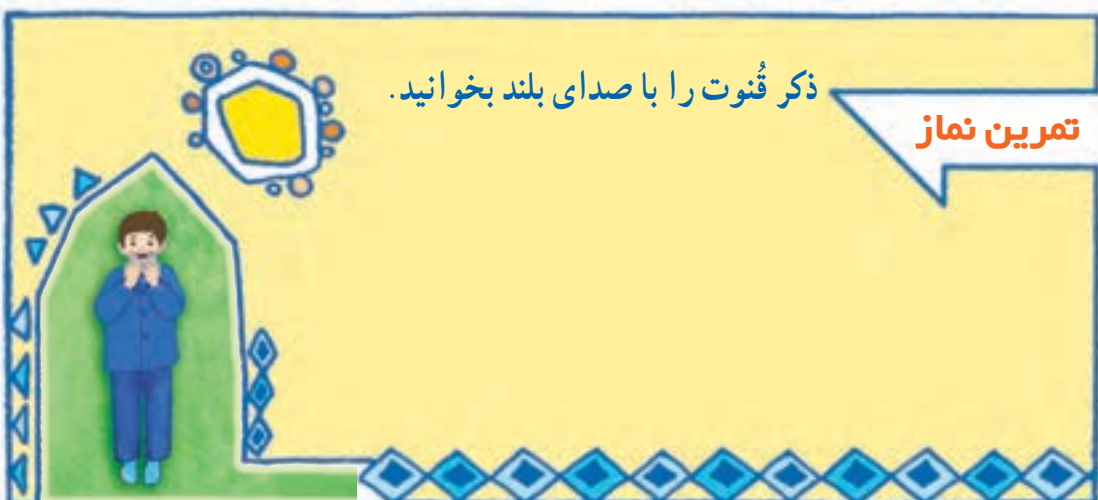 تمرین نماز
ذکر قُنوت را با صدای بلند بخوانید.